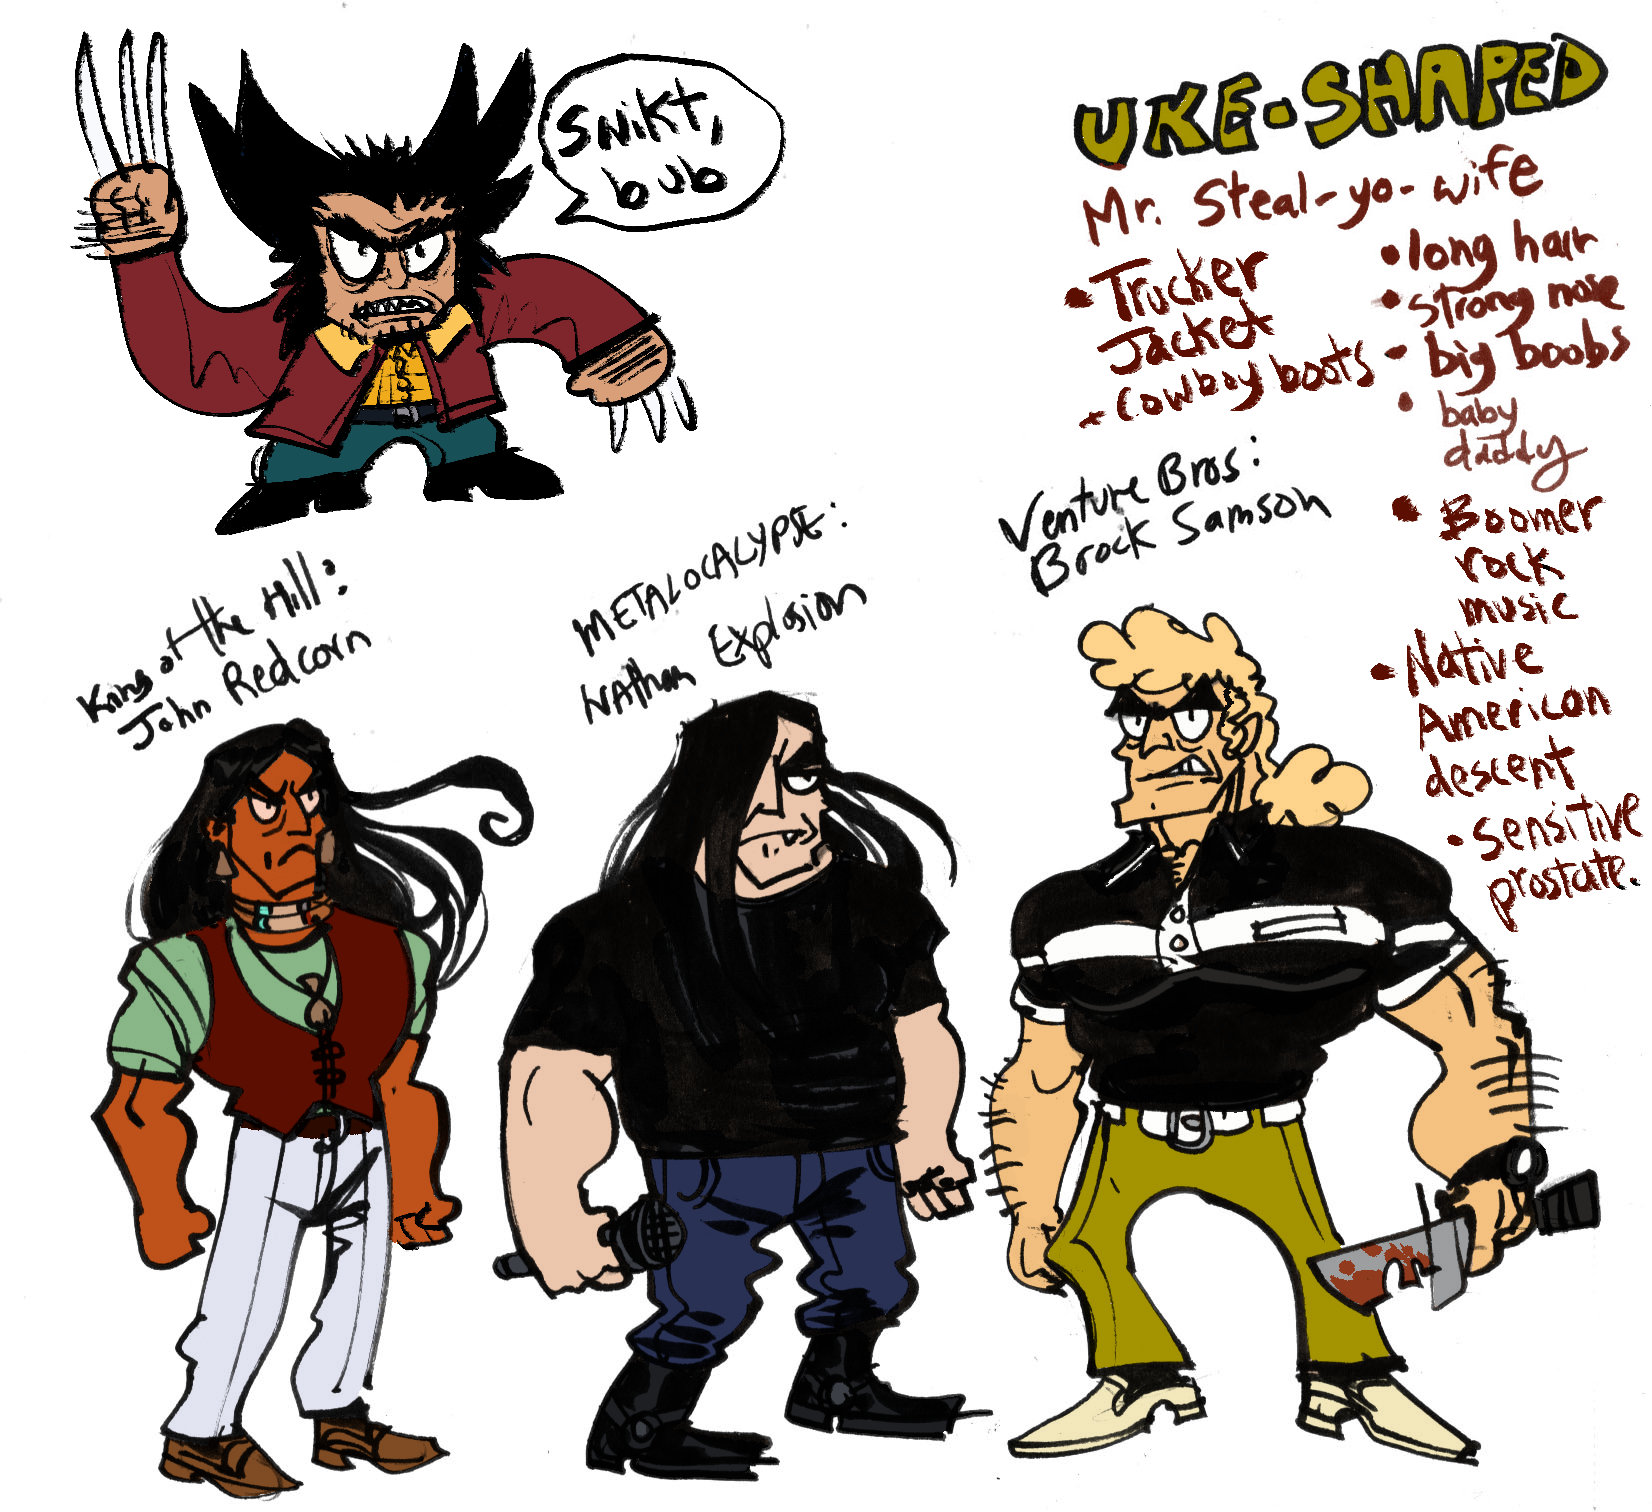 Snikt,
bub
UKE-SHAPED
Mr. Steal-yo-wife
• Trucker
Jacket
- cowboy boots
• long hair
• strong nose
• big boobs
• baby
daddy
• Boomer
rock
music
• Native
American
descent
• sensitive
prostate.
King of the Hill:
John Redcorn
METALOCALYPSE:
Nathan Explosion
Venture Bros:
Brock Samson